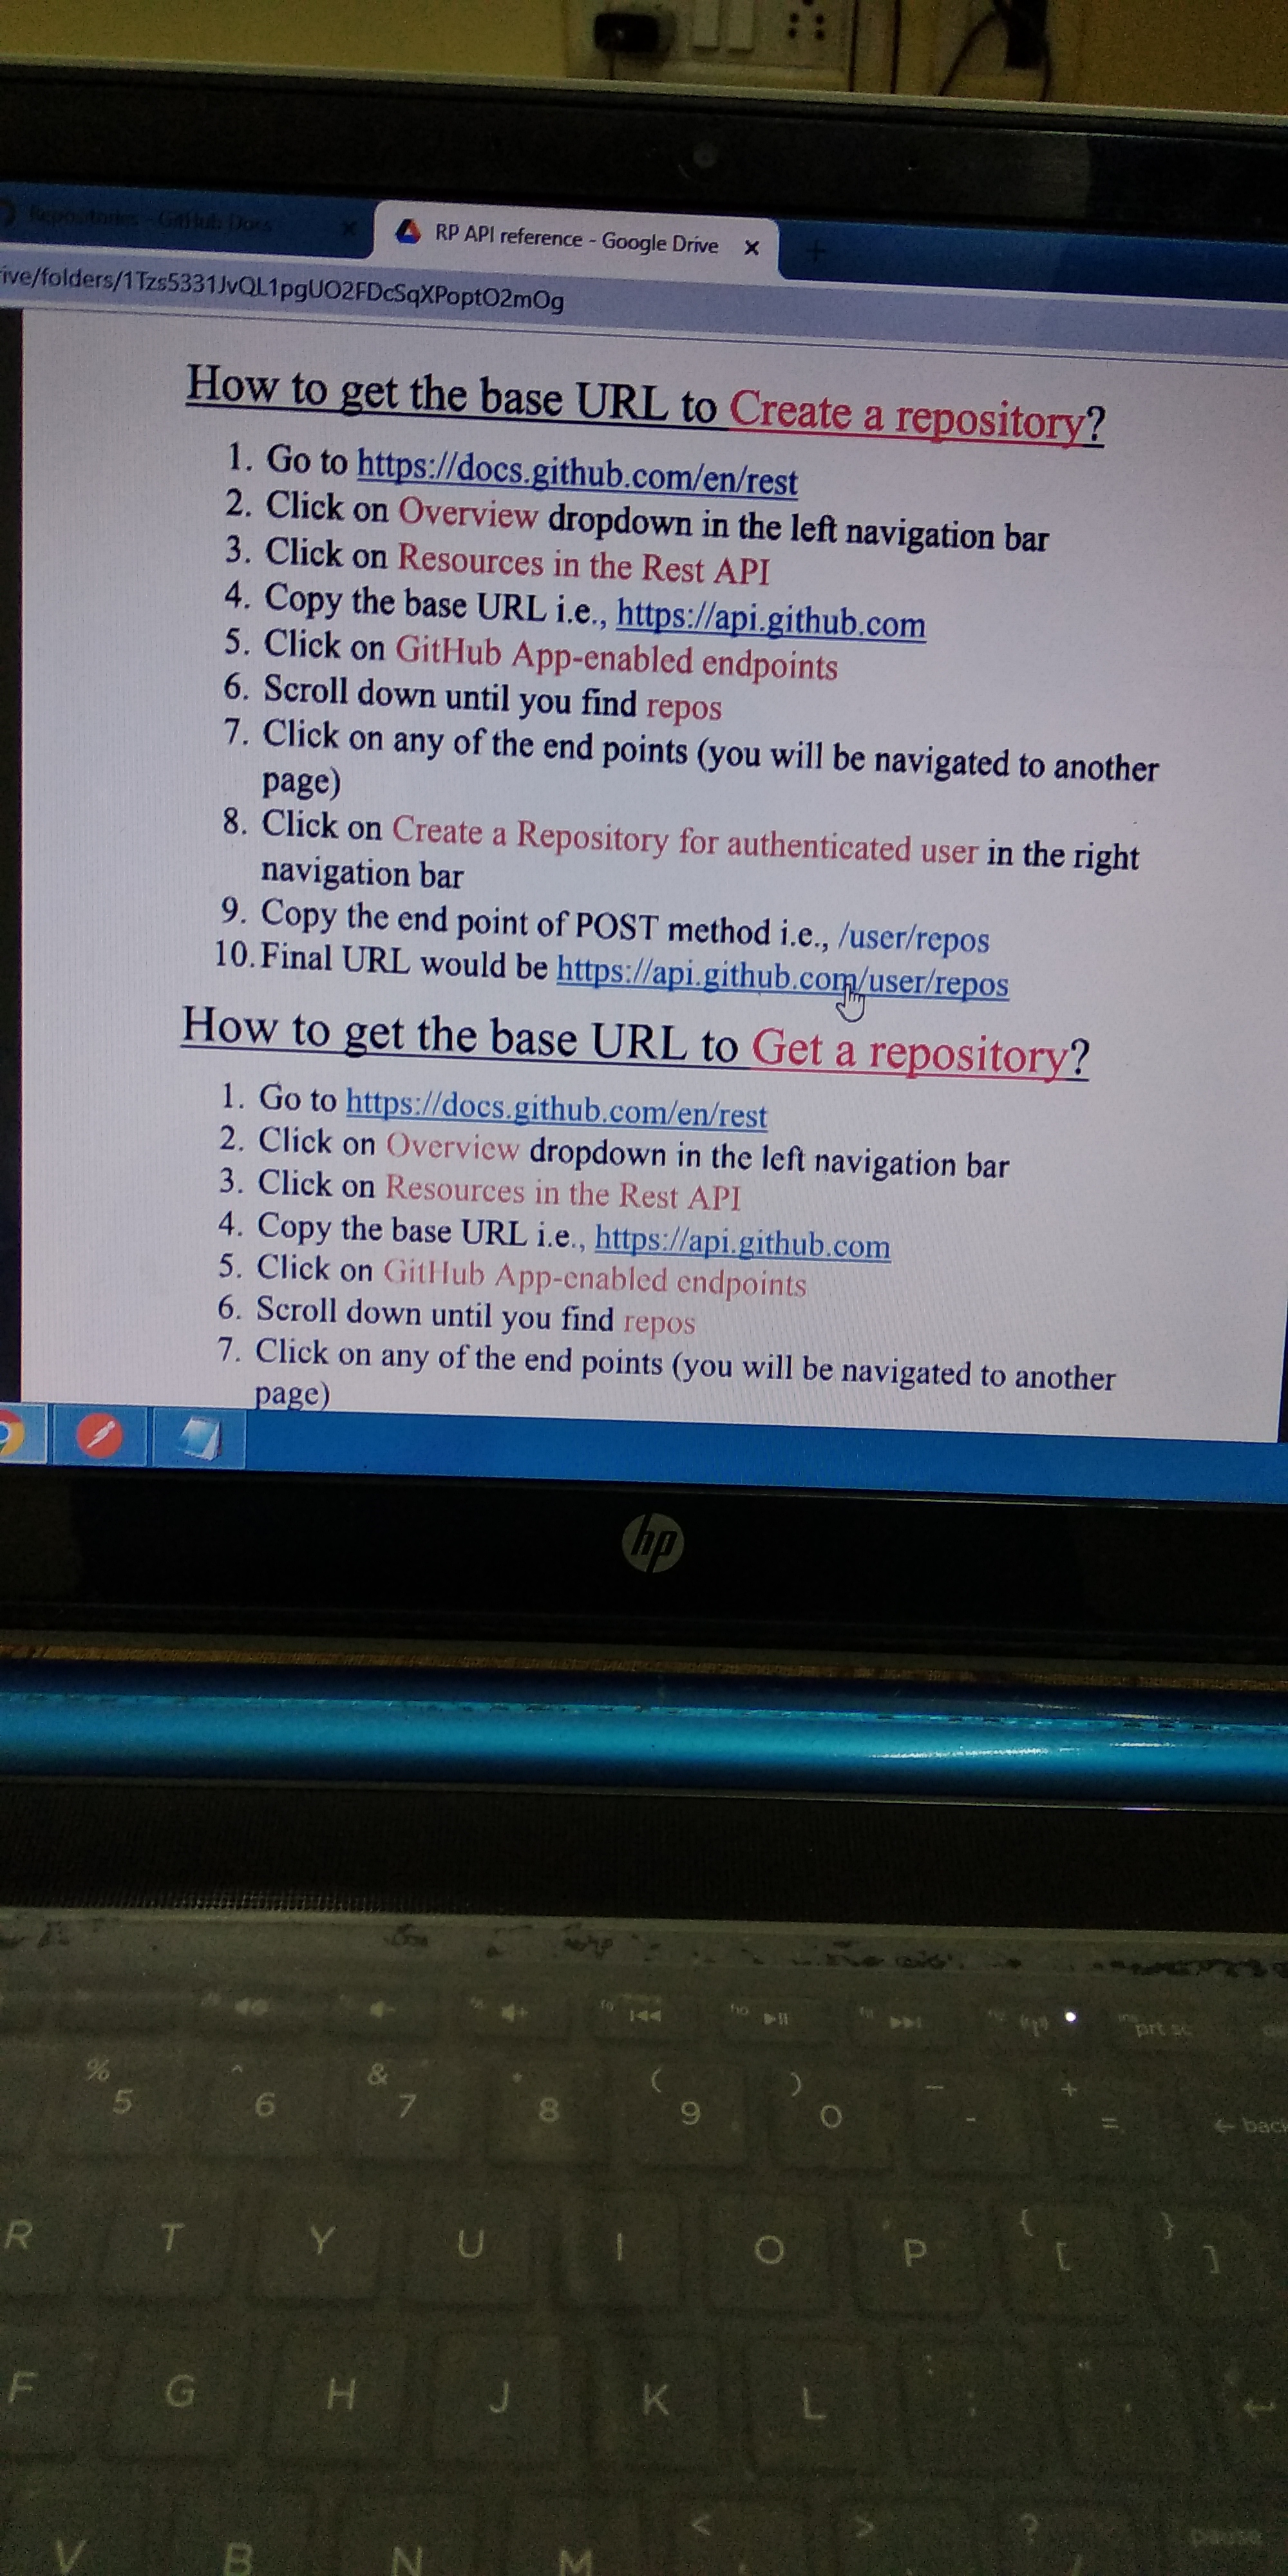 Repositories - GitHub Docs
RP API reference - Google Drive
ive/folders/1Tzs5331JvQL1pgUO2FDcSqXPoptO2mOg
How to get the base URL to Create a repository?
1. Go to https://docs.github.com/en/rest
2. Click on Overview dropdown in the left navigation bar
3. Click on Resources in the Rest API
4. Copy the base URL i.e., https://api.github.com
5. Click on GitHub App-enabled endpoints
6. Scroll down until you find repos
7. Click on any of the end points (you will be navigated to another
page)
8. Click on Create a Repository for authenticated user in the right
navigation bar
9. Copy the end point of POST method i.e., /user/repos
10. Final URL would be https://api.github.com/user/repos
How to get the base URL to Get a repository?
1. Go to https://docs.github.com/en/rest
2. Click on Overview dropdown in the left navigation bar
3. Click on Resources in the Rest API
4. Copy the base URL i.e., https://api.github.com
5. Click on GitHub App-enabled endpoints
6. Scroll down until you find repos
7. Click on any of the end points (you will be navigated to another
page)
hp
prt sc
% ^ & * ( ) _ +
5 6 7 8 9 0 - = ← back
R T Y U I O P { [ } ]
F G H J K L : ; " '
V B N M < > ? pause